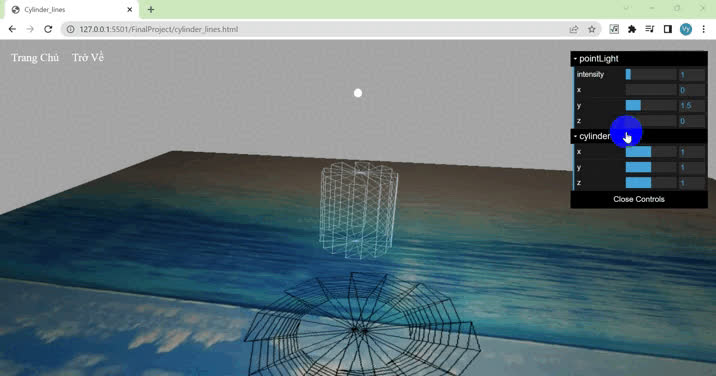 Cylinder_lines
127.0.0.1:5501/FinalProject/cylinder_lines.html
Vy
Trang Chủ Trở Về
pointLight
intensity 1
x 0
y 1.5
z 0
cylinder
x 1
y 1
z 1
Close Controls